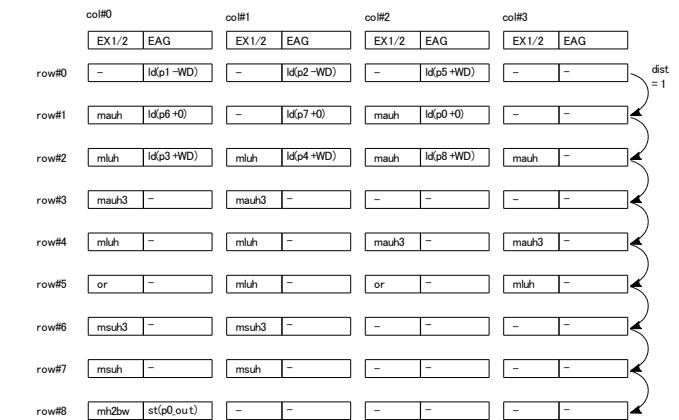 col#0 col#1 col#2 col#3
EX1/2 EAG EX1/2 EAG EX1/2 EAG EX1/2 EAG
row#0 - ld(p1-WD) - ld(p2-WD) - ld(p5+WD) - - dist
= 1
row#1 mauh ld(p6+0) - ld(p7+0) mauh ld(p0+0) - -
row#2 mluh ld(p3+WD) mluh ld(p4+WD) mauh ld(p8+WD) mauh -
row#3 mauh3 - mauh3 - - - - -
row#4 mluh - mluh - mauh3 - mauh3 -
row#5 or - mluh - or - mluh -
row#6 msuh3 - msuh3 - - - - -
row#7 msuh - msuh - - - - -
row#8 mh2bw st(p0_out) - - - - - -